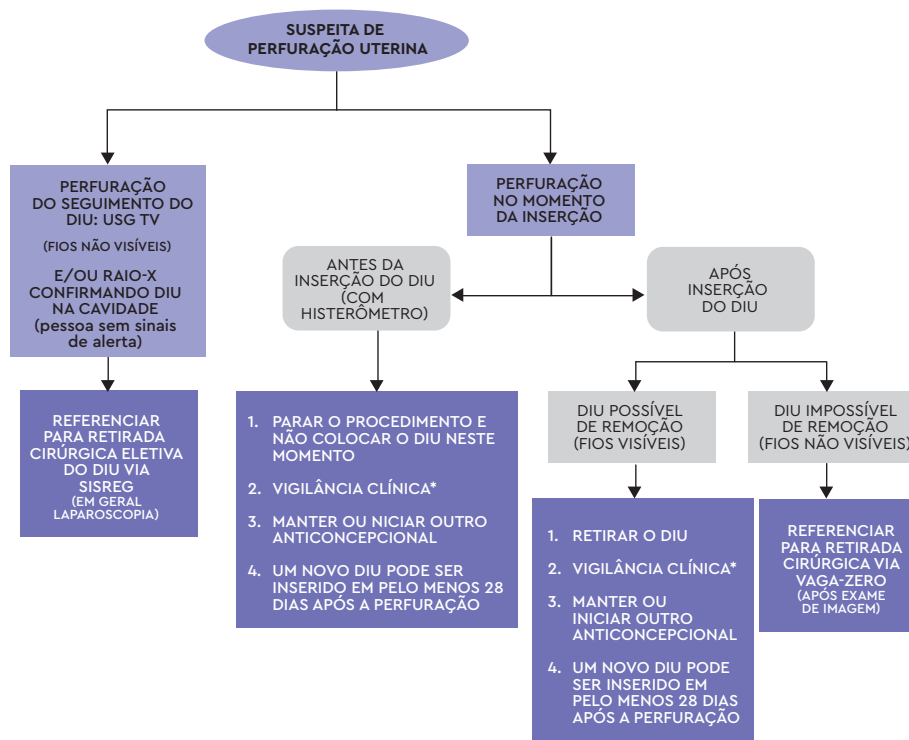 SUSPEITA DE
PERFURAÇÃO UTERINA
PERFURAÇÃO
DO SEGUIMENTO DO
DIU: USG TV
(FIOS NÃO VISÍVEIS)
E/OU RAIO-X
CONFIRMANDO DIU
NA CAVIDADE
(pessoa sem sinais
de alerta)
REFERENCIAR
PARA RETIRADA
CIRÚRGICA ELETIVA
DO DIU VIA
SISREG
(EM GERAL
LAPAROSCOPIA)
PERFURAÇÃO
NO MOMENTO
DA INSERÇÃO
ANTES DA
INSERÇÃO DO DIU
(COM
HISTERÔMETRO)
1. PARAR O PROCEDIMENTO E
NÃO COLOCAR O DIU NESTE
MOMENTO
2. VIGILÂNCIA CLÍNICA*
3. MANTER OU NICIAR OUTRO
ANTICONCEPCIONAL
4. UM NOVO DIU PODE SER
INSERIDO EM PELO MENOS 28
DIAS APÓS A PERFURAÇÃO
APÓS
INSERÇÃO
DO DIU
DIU POSSÍVEL
DE REMOÇÃO
(FIOS VISÍVEIS)
1. RETIRAR O DIU
2. VIGILÂNCIA CLÍNICA*
3. MANTER OU
INICIAR OUTRO
ANTICONCEPCIONAL
4. UM NOVO DIU PODE
SER INSERIDO EM
PELO MENOS 28 DIAS
APÓS A PERFURAÇÃO
DIU IMPOSSÍVEL
DE REMOÇÃO
(FIOS NÃO VISÍVEIS)
REFERENCIAR
PARA RETIRADA
CIRÚRGICA VIA
VAGA-ZERO
(APÓS EXAME
DE IMAGEM)